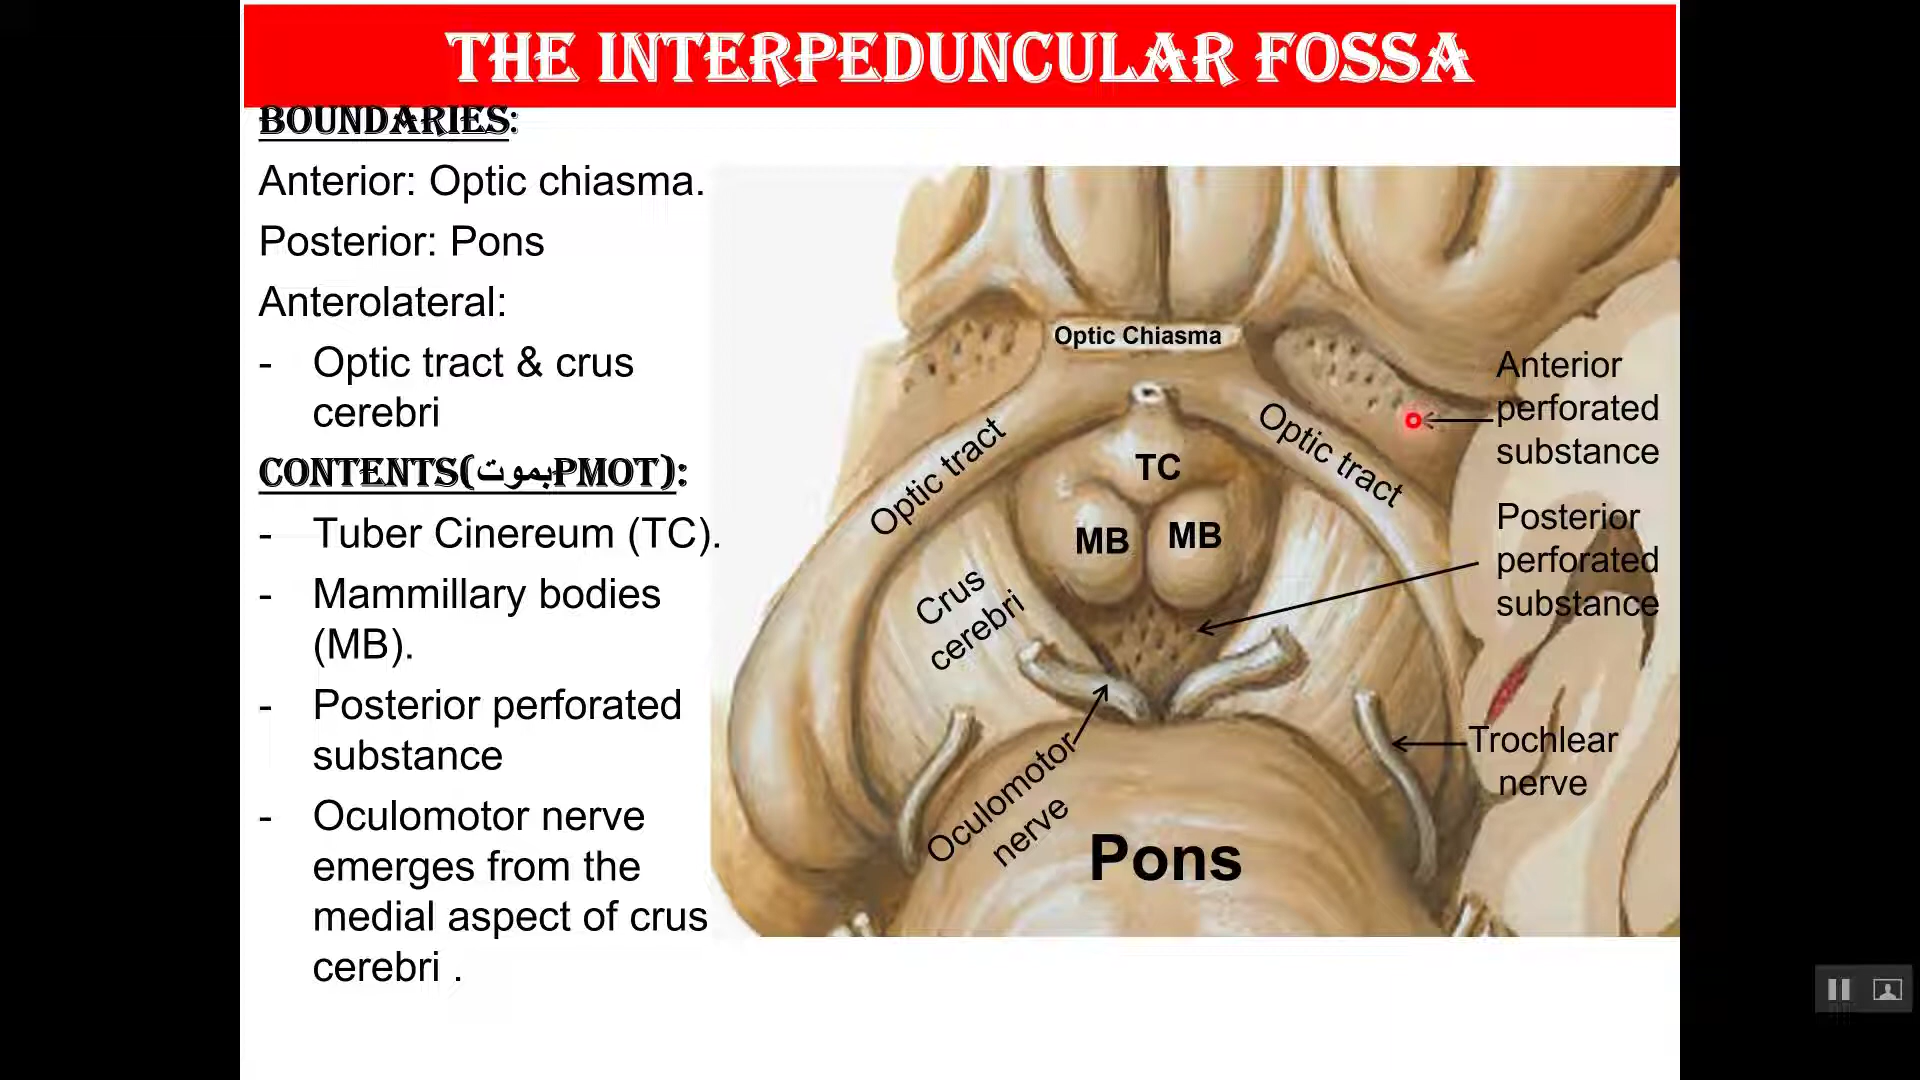 THE INTERPEDUNCULAR FOSSA
BOUNDARIES:
Anterior: Optic chiasma.
Posterior: Pons
Anterolateral:
- Optic tract & crus
cerebri
CONTENTS(بموتPMOT):
- Tuber Cinereum (TC).
- Mammillary bodies
(MB).
- Posterior perforated
substance
- Oculomotor nerve
emerges from the
medial aspect of crus
cerebri .
Optic Chiasma
Anterior
perforated
substance
Optic tract
Optic tract
TC
MB
MB
Posterior
perforated
substance
Crus
cerebri
Oculomotor
nerve
Trochlear
nerve
Pons